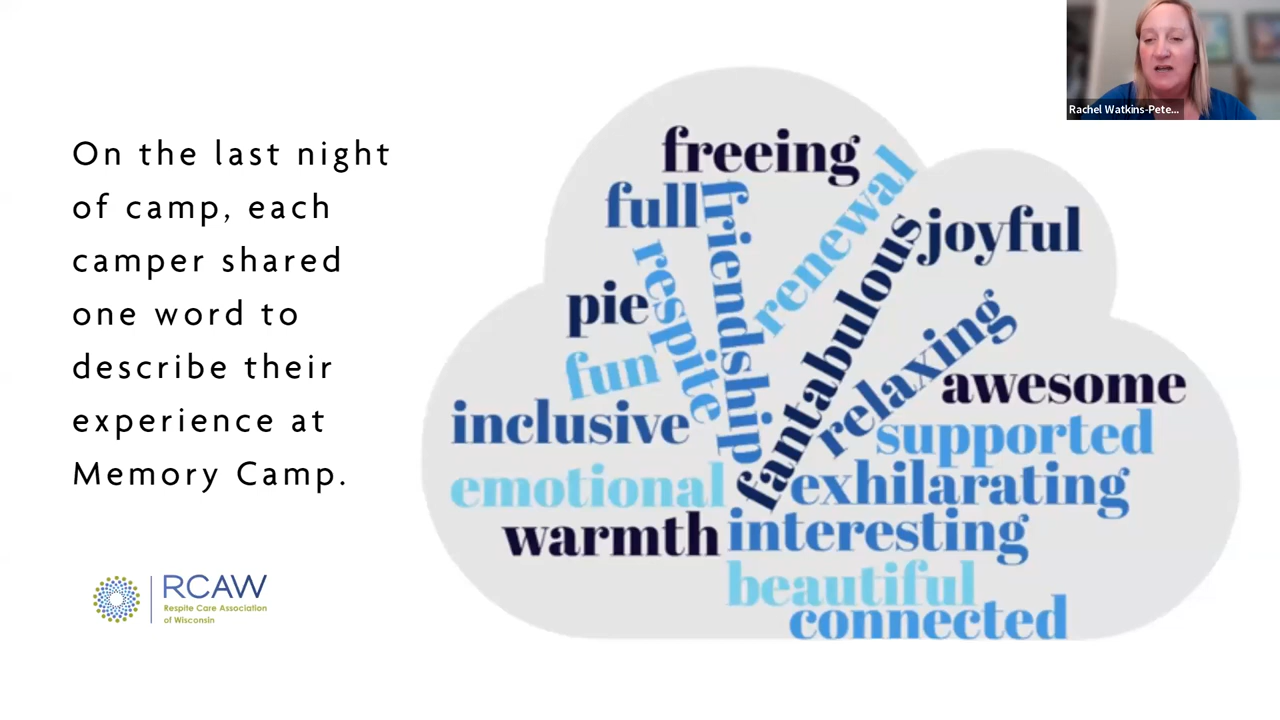 On the last night
of camp, each
camper shared
one word to
describe their
experience at
Memory Camp.
RCAW
Respite Care Association
of Wisconsin
freeing
full
friendship
renewal
joyful
respite
pie
fantabulous
relaxing
fun
awesome
inclusive
supported
emotional
exhilarating
warmth
interesting
beautiful
connected
Rachel Watkins-Pete...